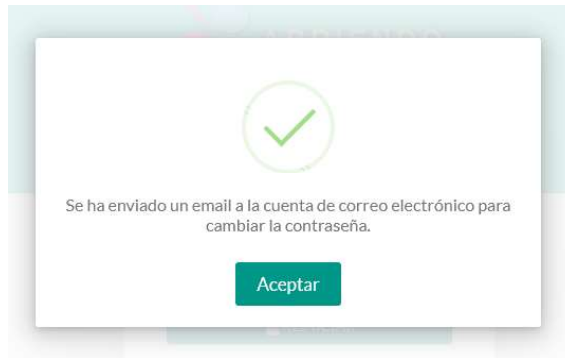 Se ha enviado un email a la cuenta de correo electrónico para
cambiar la contraseña.
Aceptar